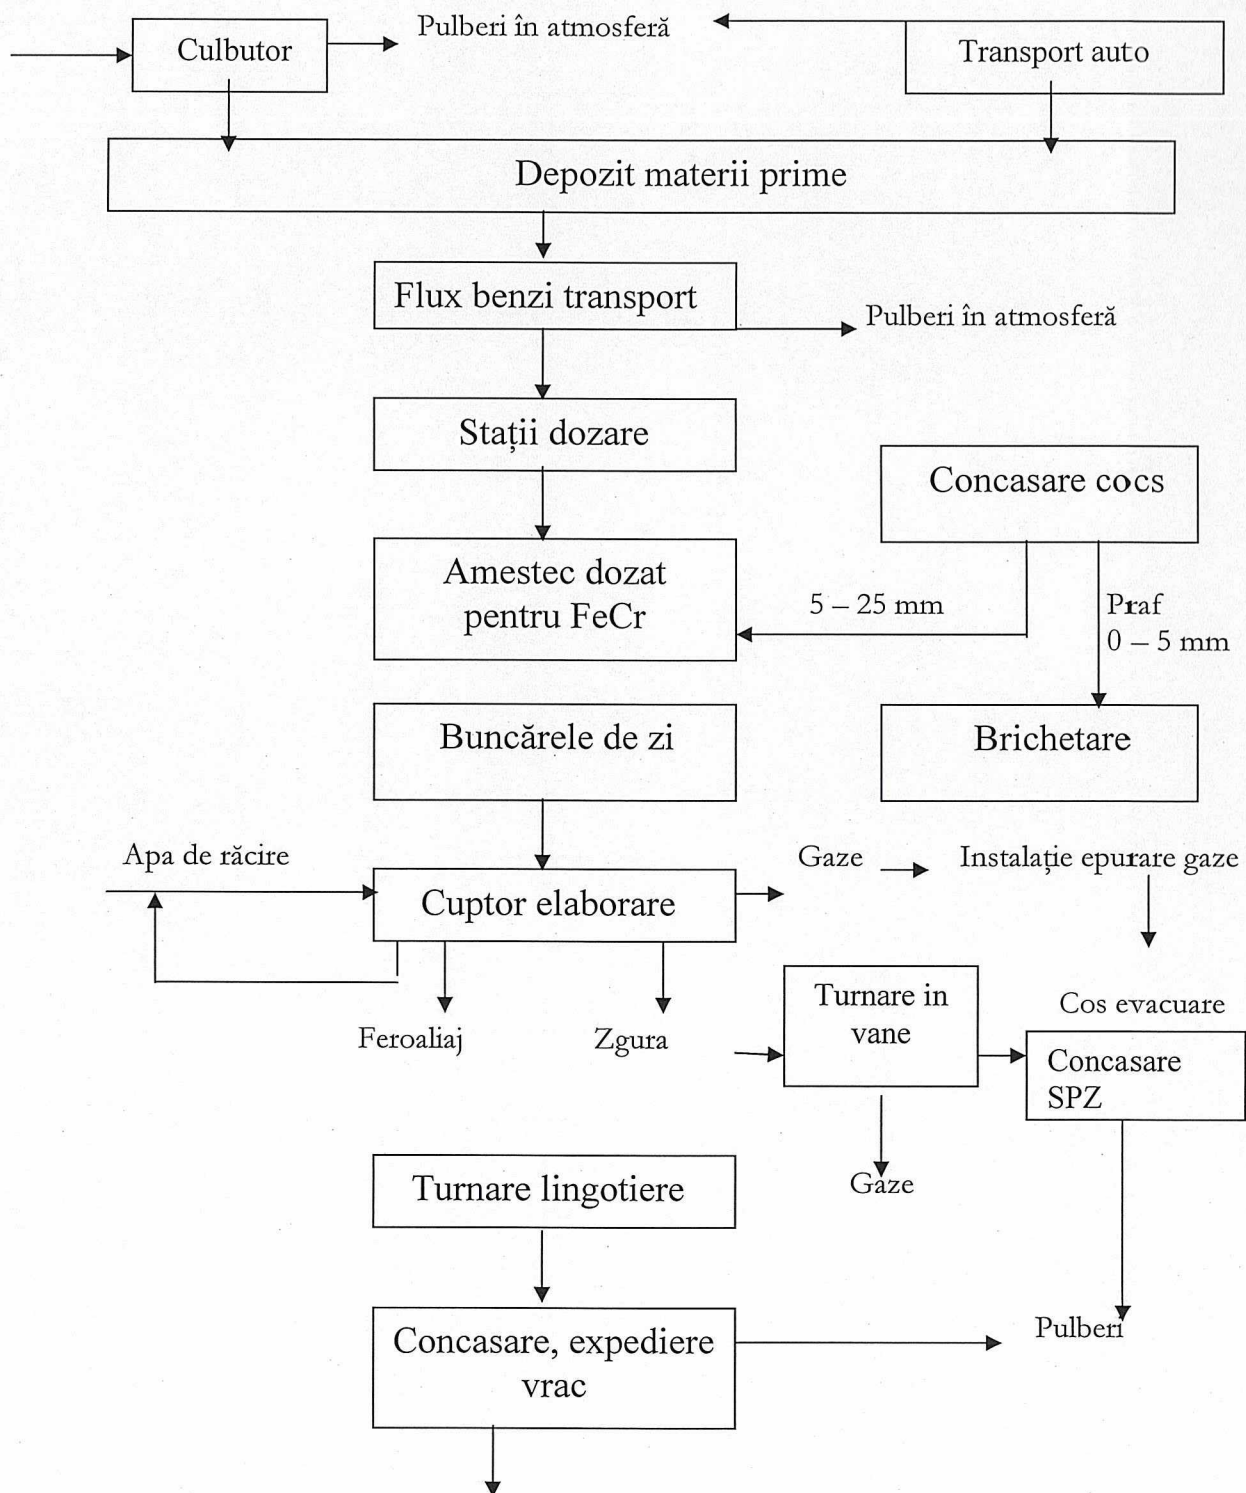 Culbutor
Pulberi în atmosferă
Transport auto
Depozit materii prime
Flux benzi transport
Pulberi în atmosferă
Stații dozare
Concasare cocs
Amestec dozat
pentru FeCr
5 – 25 mm
Praf
0 – 5 mm
Buncărele de zi
Brichetare
Apa de răcire
Gaze
Instalație epurare gaze
Cuptor elaborare
Turnare in
vane
Cos evacuare
Feroaliaj
Zgura
Concasare
SPZ
Turnare lingotiere
Gaze
Concasare, expediere
vrac
Pulberi